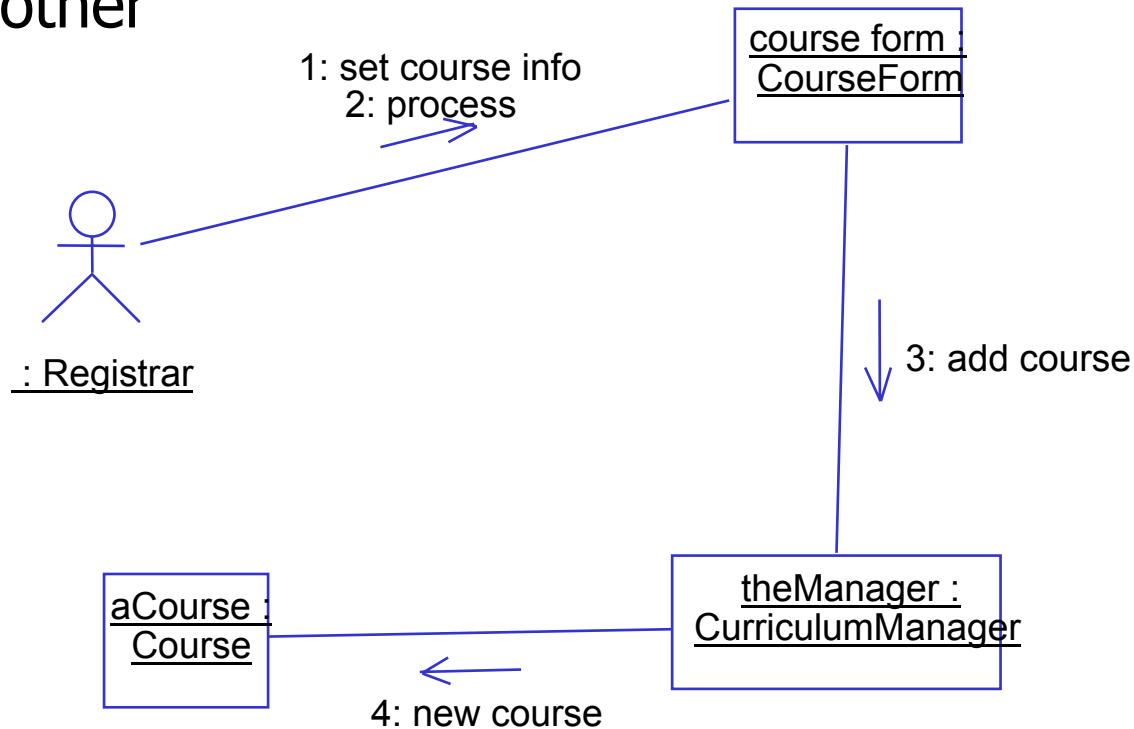 other
1: set course info
2: process
course form :
CourseForm
: Registrar
3: add course
aCourse :
Course
theManager :
CurriculumManager
4: new course